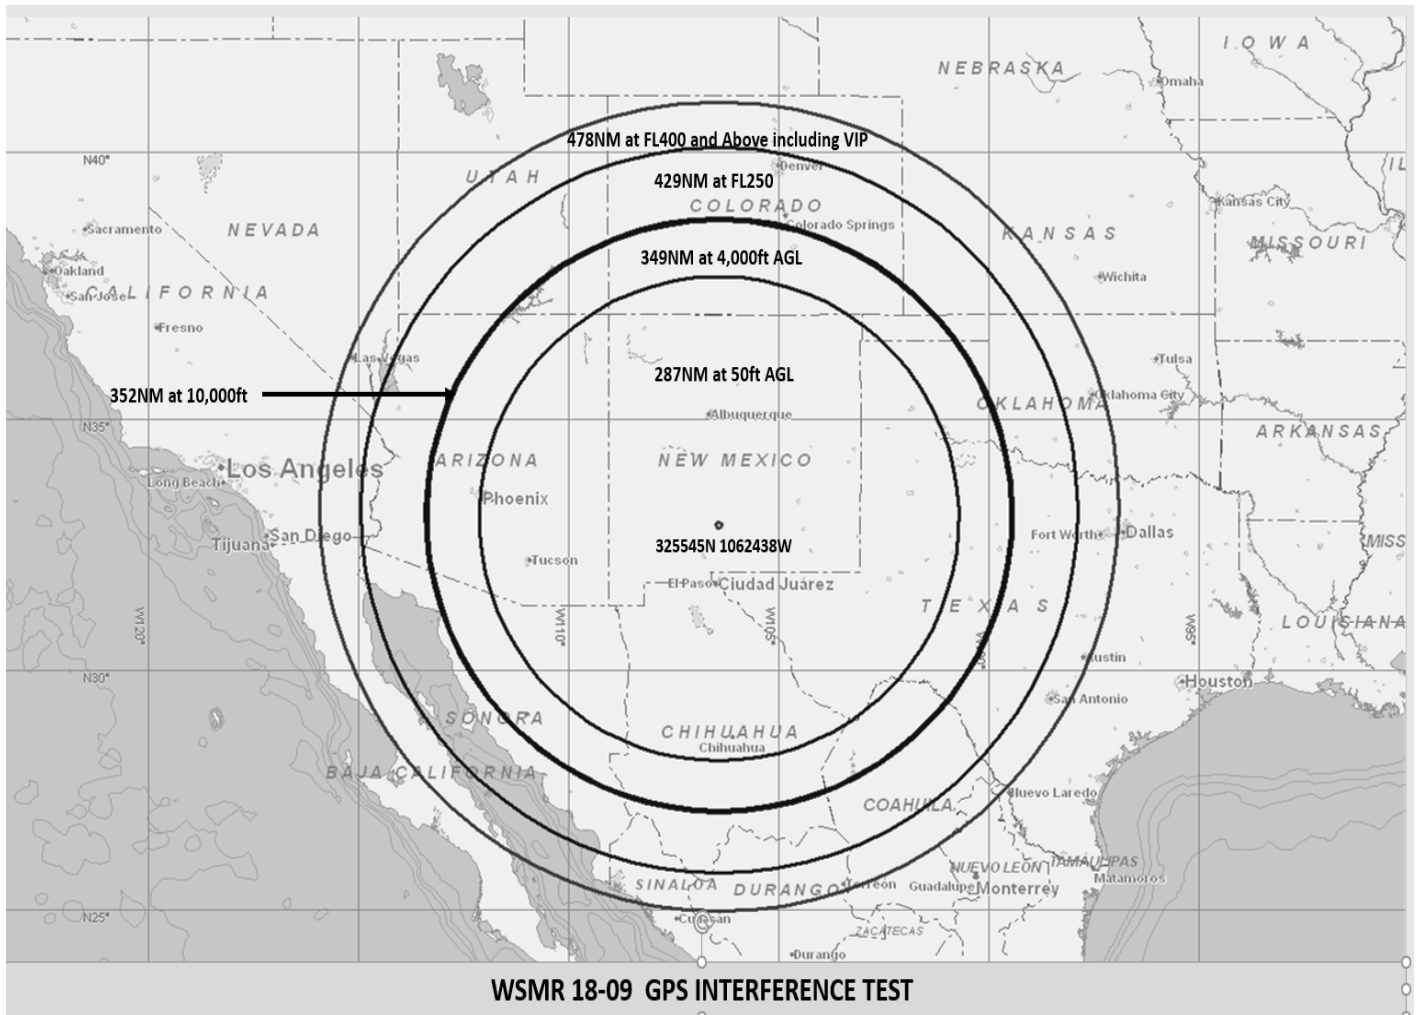 IOWA
NEBRASKA
Omaha
478NM at FL400 and Above including VIP
N40°
Denver
IL
UTAH
429NM at FL250
COLORADO
Kansas City
Sacramento
NEVADA
Colorado Springs
KANSAS
MISSOURI
349NM at 4,000ft AGL
Oakland
Wichita
San Jose
CALIFORNIA
Fresno
Las Vegas
Tulsa
287NM at 50ft AGL
352NM at 10,000ft
Oklahoma City
OKLAHOMA
Albuquerque
N35°
ARKANSAS
Los Angeles
ARIZONA
NEW MEXICO
Long Beach
Phoenix
San Diego
Tijuana
Fort Worth
Dallas
MISS
325545N 1062438W
Tucson
El Paso
Ciudad Juárez
TEXAS
W120°
W110°
W105°
W95°
LOUISIANA
Austin
N30°
Houston
San Antonio
SONORA
CHIHUAHUA
Chihuahua
BAJA CALIFORNIA
Nuevo Laredo
COAHUILA
NUEVO LEÓN
TAMAULIPAS
Matamoros
SINALOA
DURANGO
Torreón
Guadalupe
Monterrey
N25°
Culiacan
ZACATECAS
Durango
WSMR 18-09 GPS INTERFERENCE TEST